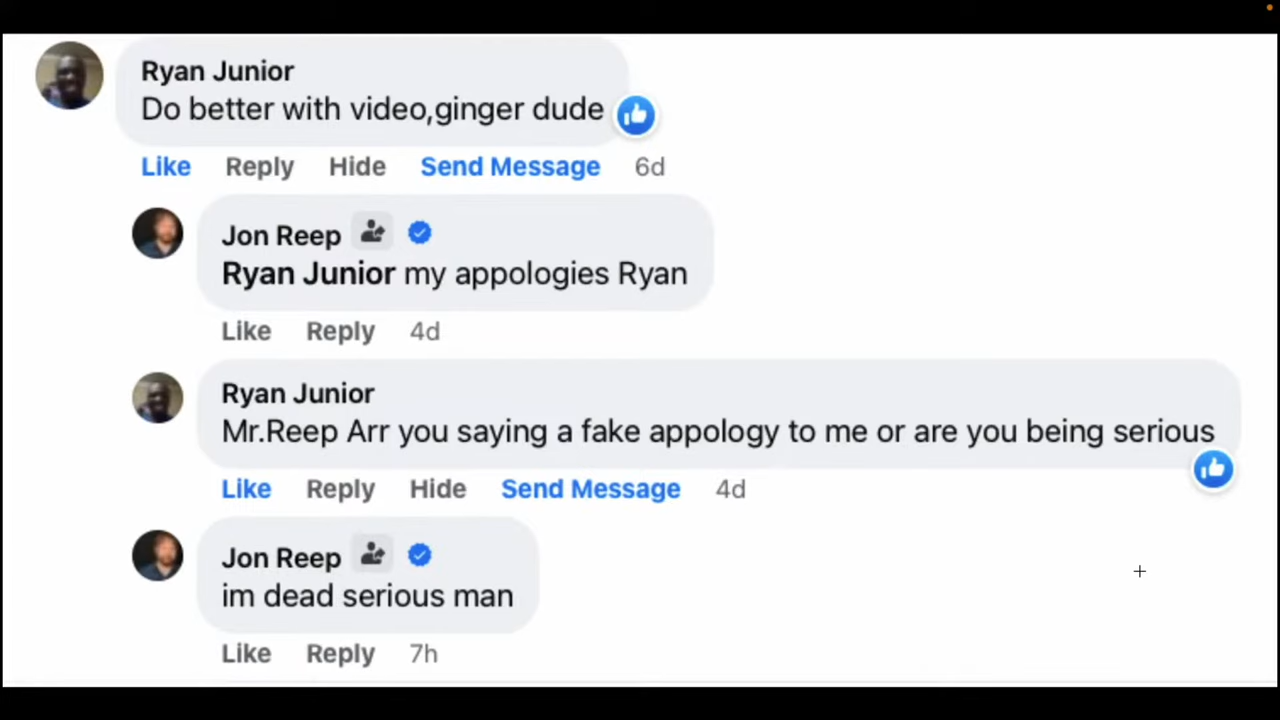 Ryan Junior
Do better with video,ginger dude
Like Reply Hide Send Message 6d
Jon Reep
Ryan Junior my appologies Ryan
Like Reply 4d
Ryan Junior
Mr.Reep Arr you saying a fake appology to me or are you being serious
Like Reply Hide Send Message 4d
Jon Reep
im dead serious man
Like Reply 7h